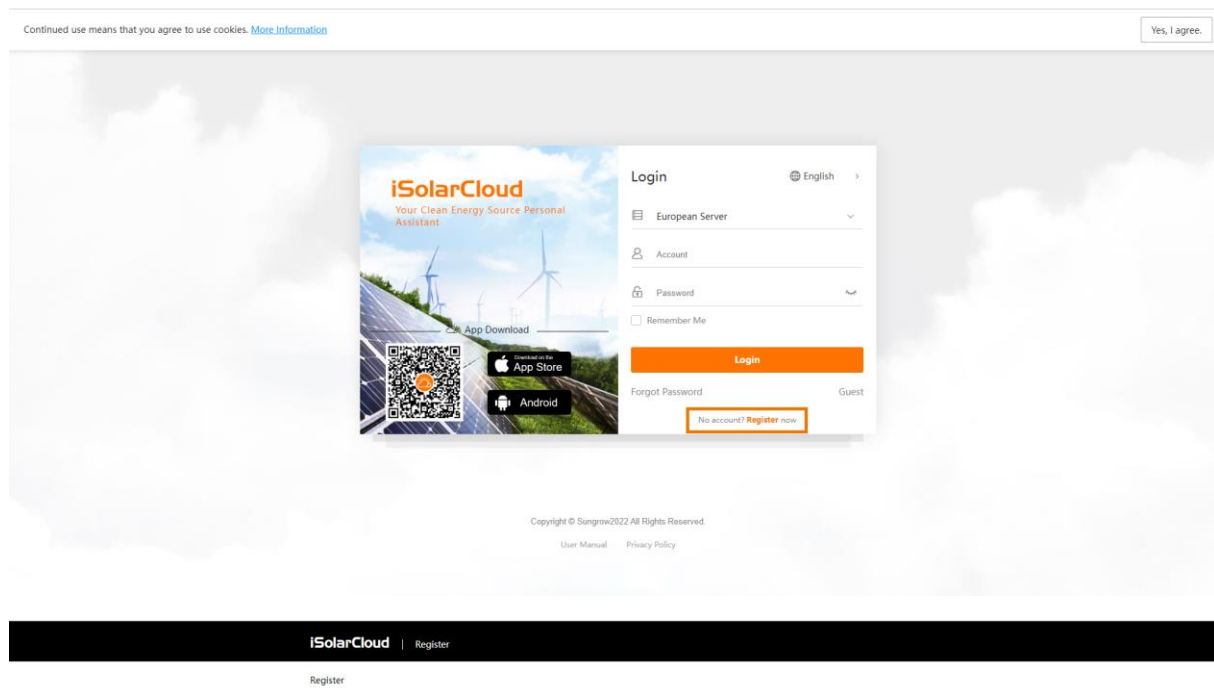 Continued use means that you agree to use cookies. More Information
Yes, I agree.
iSolarCloud
Your Clean Energy Source Personal
Assistant
App Download
Download on the
App Store
Android
Login
English
European Server
Account
Password
Remember Me
Login
Forgot Password
Guest
No account? Register now
Copyright © Sungrow2022 All Rights Reserved.
User Manual Privacy Policy
iSolarCloud | Register
Register